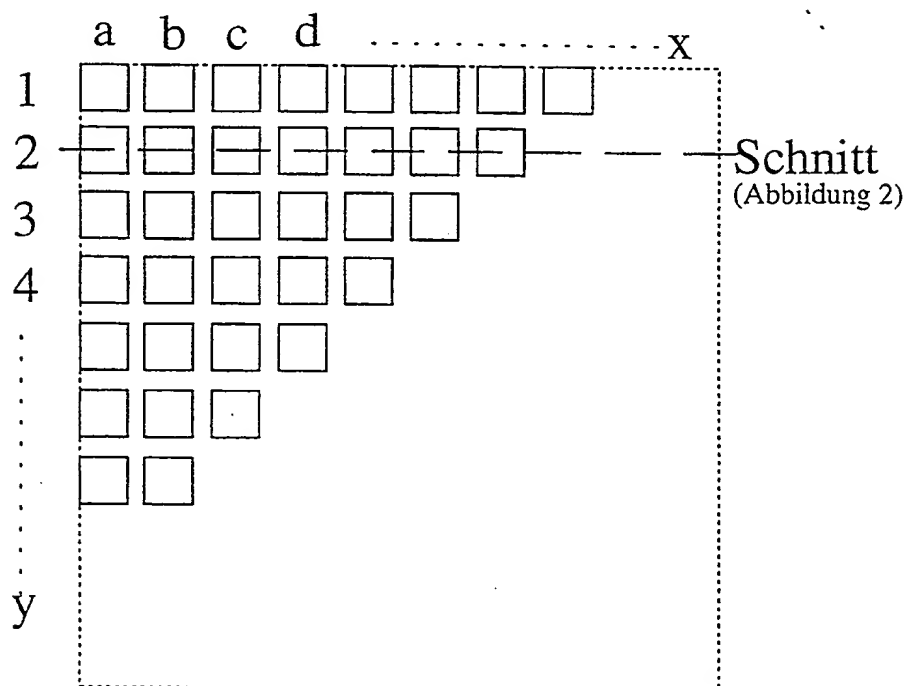 a b c d ..................... x
1
2
Schnitt
(Abbildung 2)
3
4
y